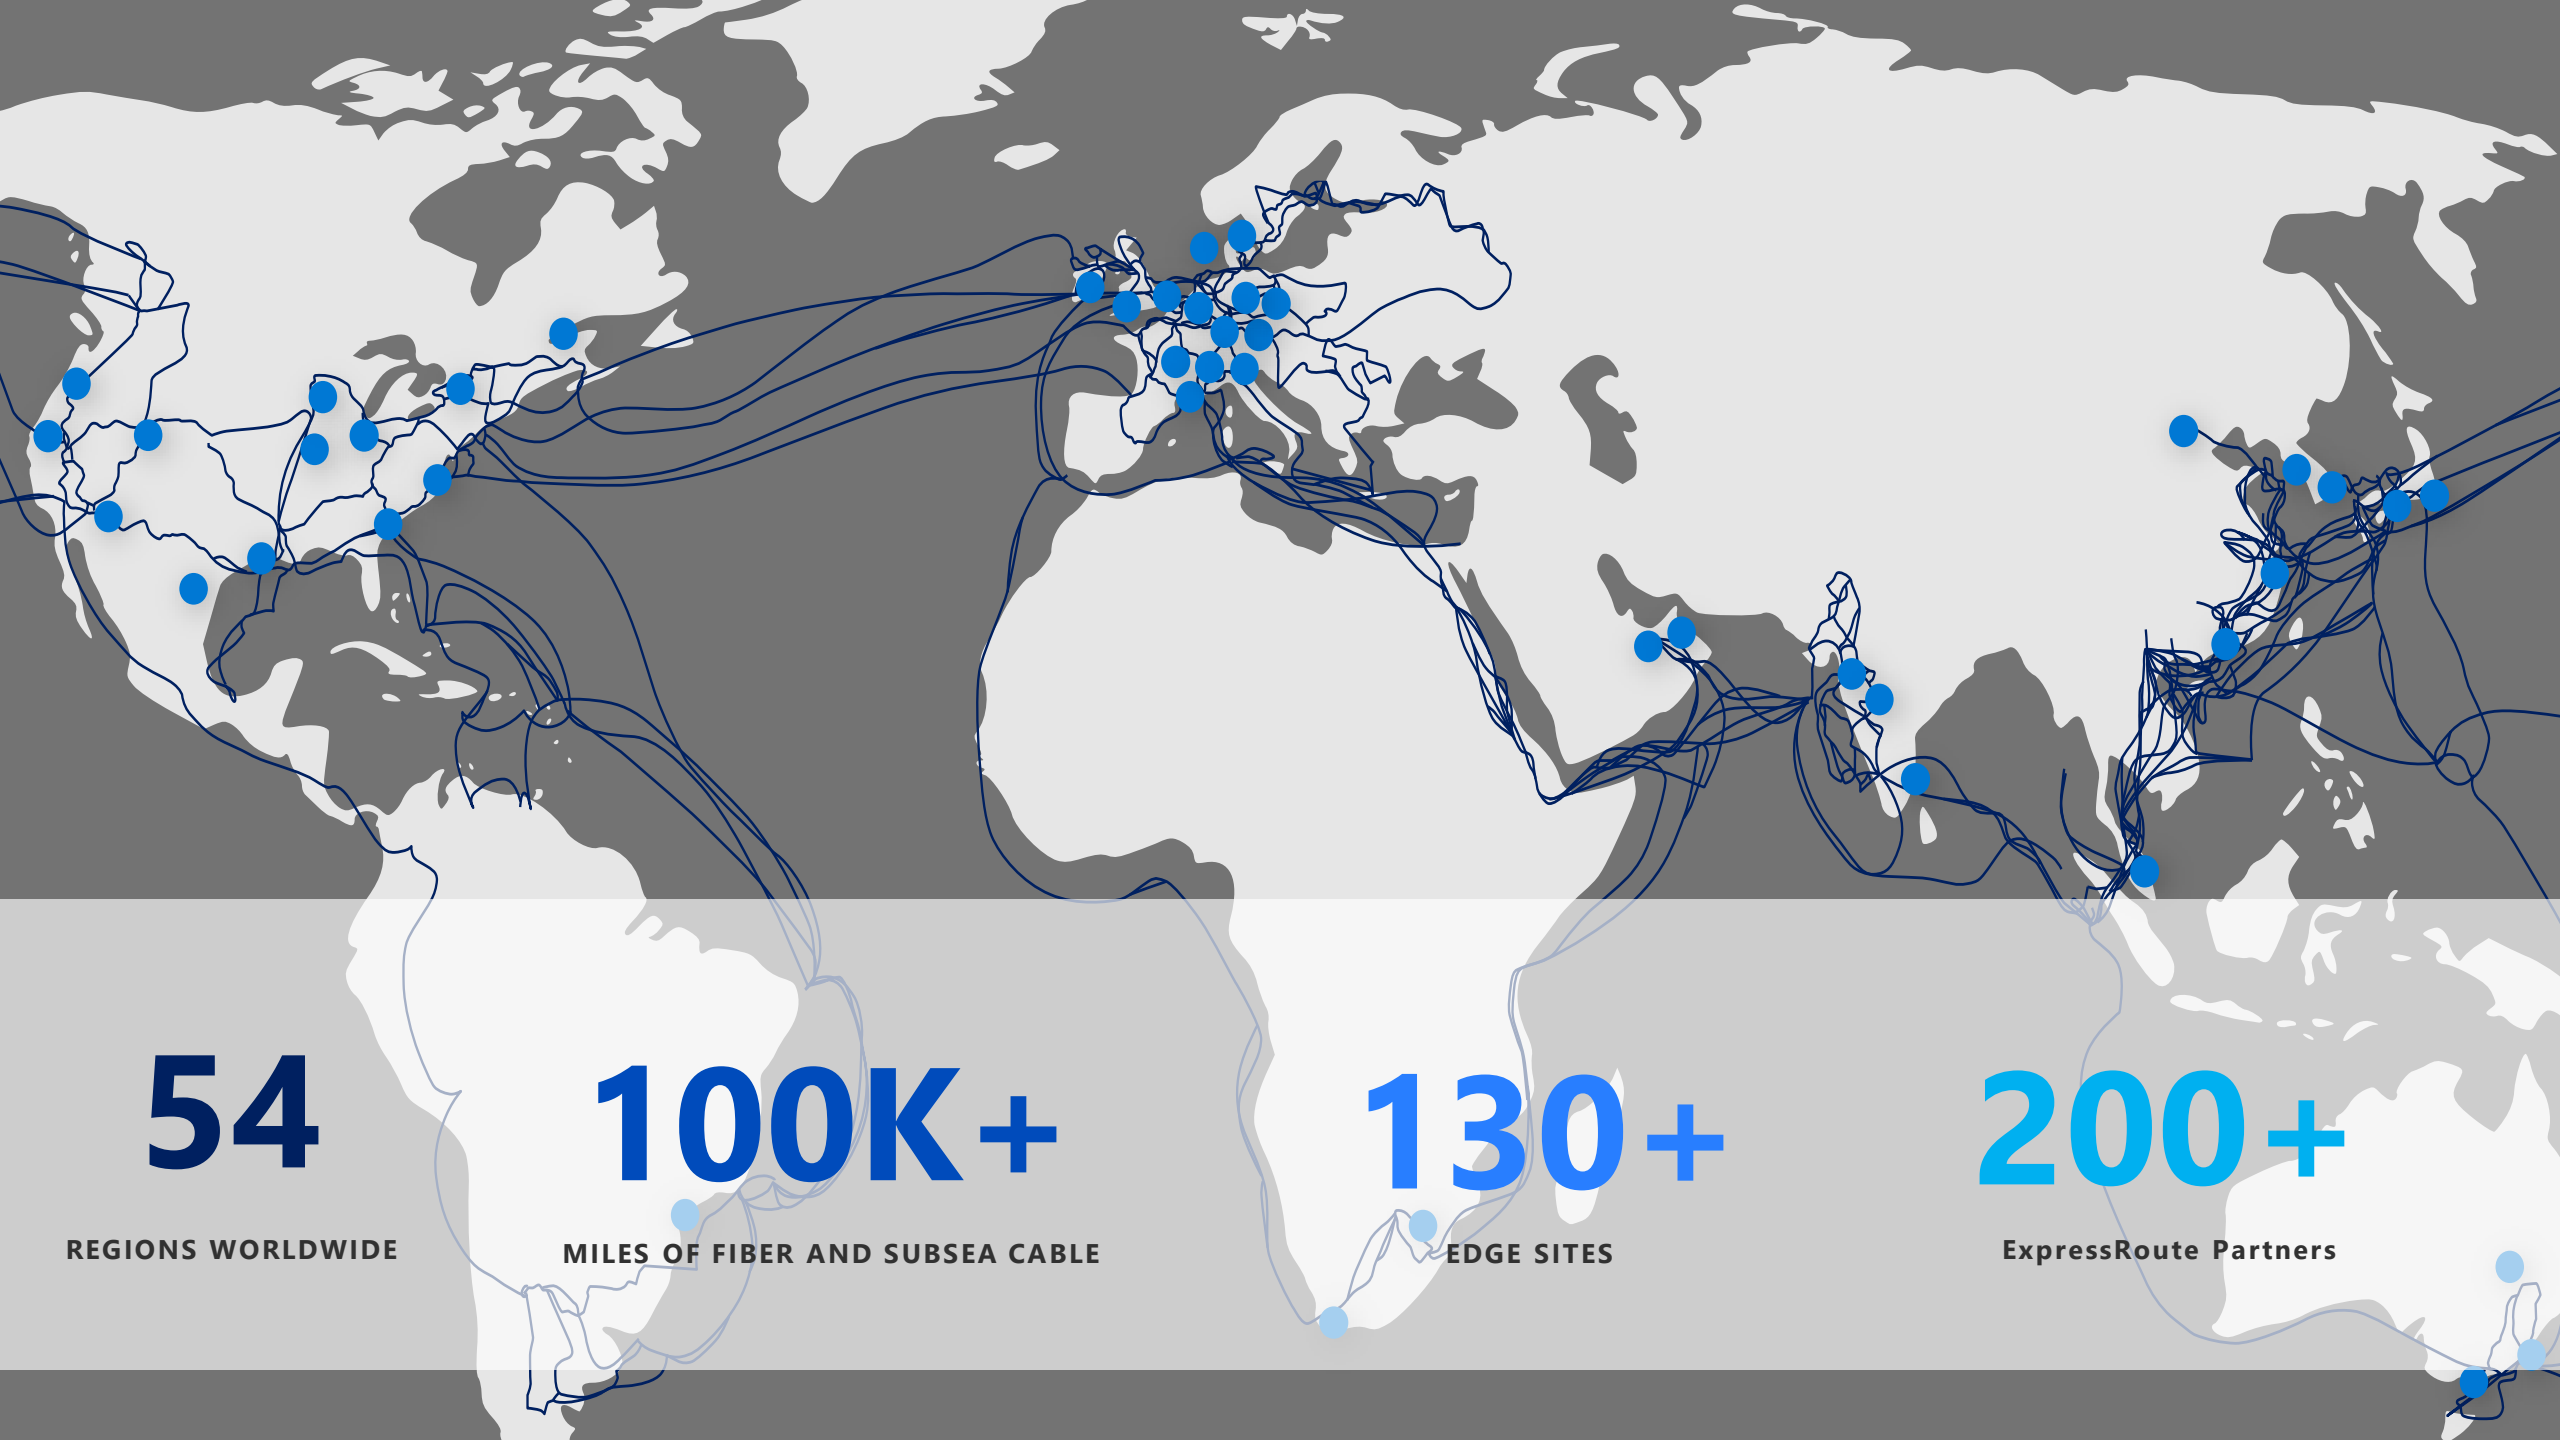 54
100K+
130+
200+
REGIONS WORLDWIDE
MILES OF FIBER AND SUBSEA CABLE
EDGE SITES
ExpressRoute Partners